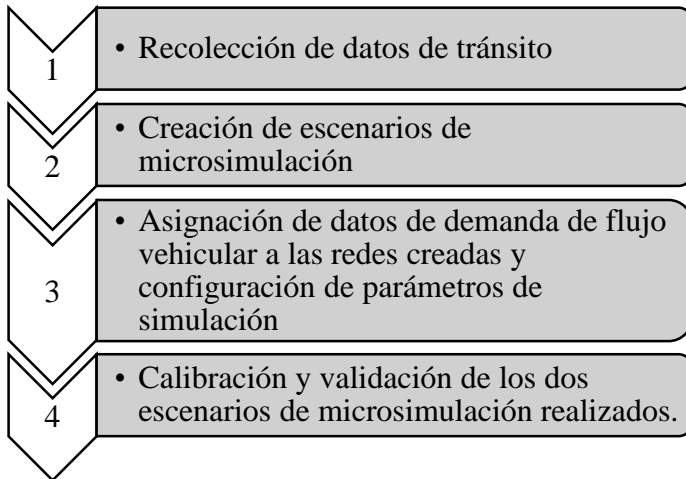 1
• Recolección de datos de tránsito
2
• Creación de escenarios de
microsimulación
3
• Asignación de datos de demanda de flujo
vehicular a las redes creadas y
configuración de parámetros de
simulación
4
• Calibración y validación de los dos
escenarios de microsimulación realizados.